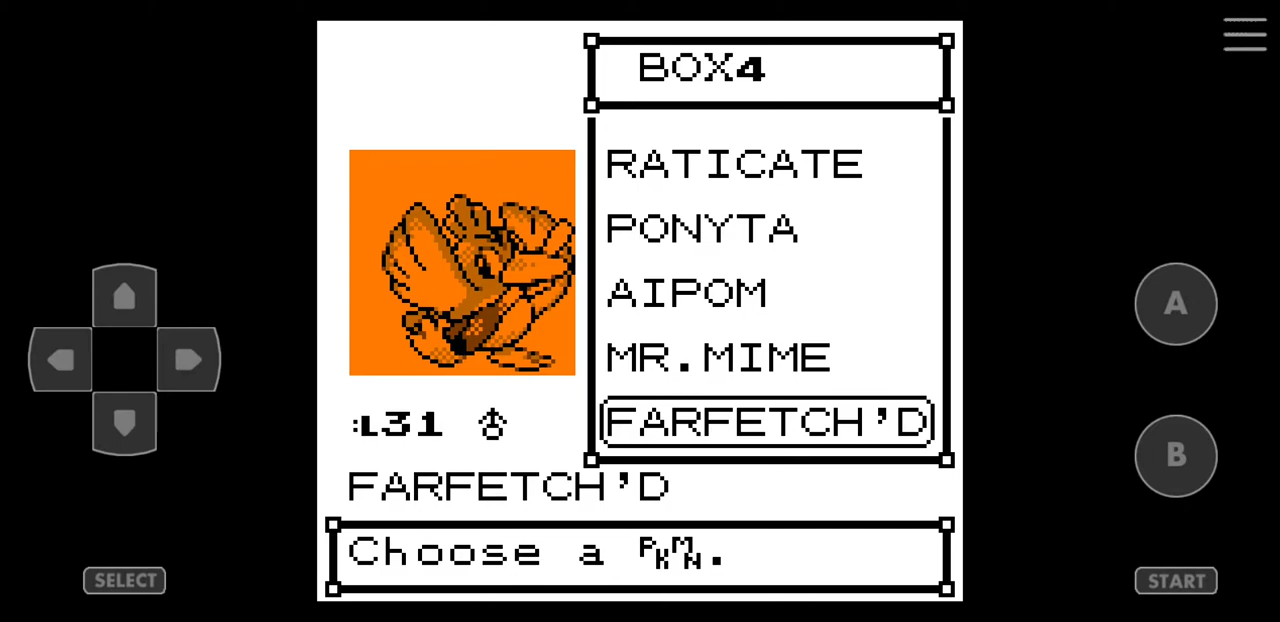 BOX4
RATICATE
PONYTA
AIPOM
MR.MIME
FARFETCH'D
:L31 ♂
FARFETCH'D
Choose a PKMN.
A
B
SELECT
START